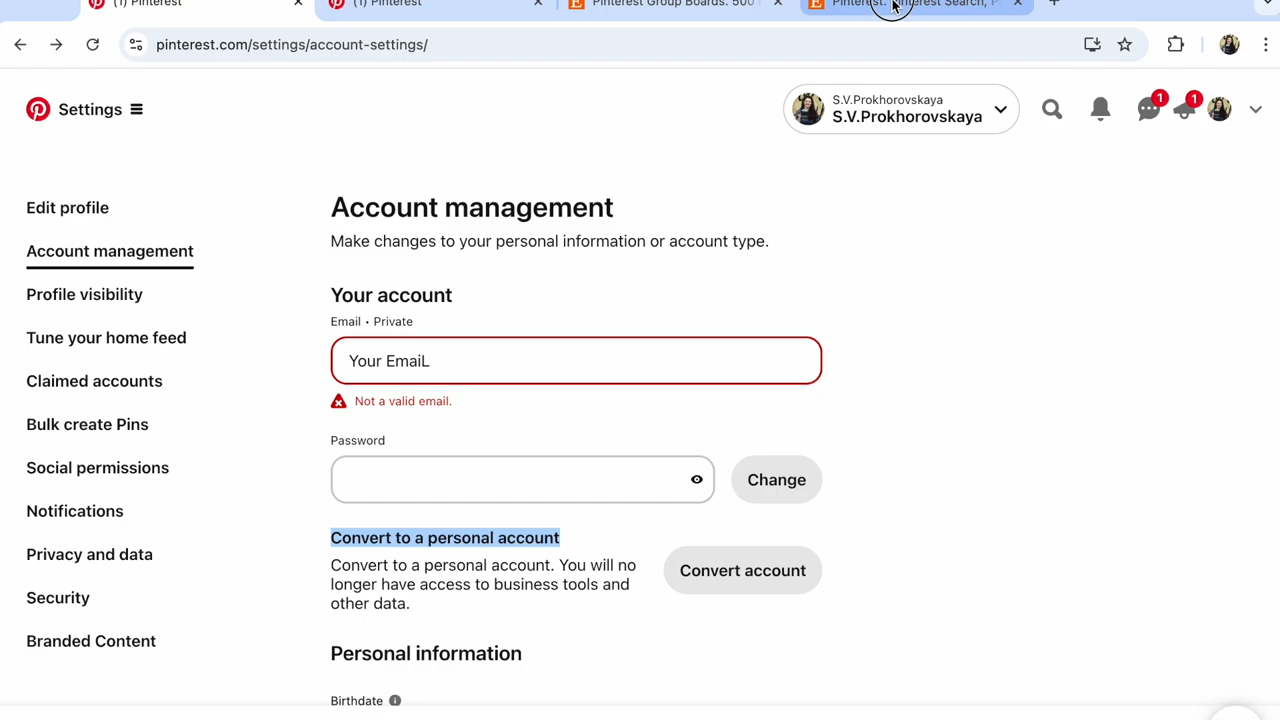 (1) Pinterest
(1) Pinterest
Pinterest Group Boards. 500
Pinterest. Pinterest Search, P
pinterest.com/settings/account-settings/
Settings
S.V.Prokhorovskaya
S.V.Prokhorovskaya
1
1
Edit profile
Account management
Profile visibility
Tune your home feed
Claimed accounts
Bulk create Pins
Social permissions
Notifications
Privacy and data
Security
Branded Content
Account management
Make changes to your personal information or account type.
Your account
Email • Private
Your EmaiL
Not a valid email.
Password
Change
Convert to a personal account
Convert to a personal account. You will no
longer have access to business tools and
other data.
Convert account
Personal information
Birthdate